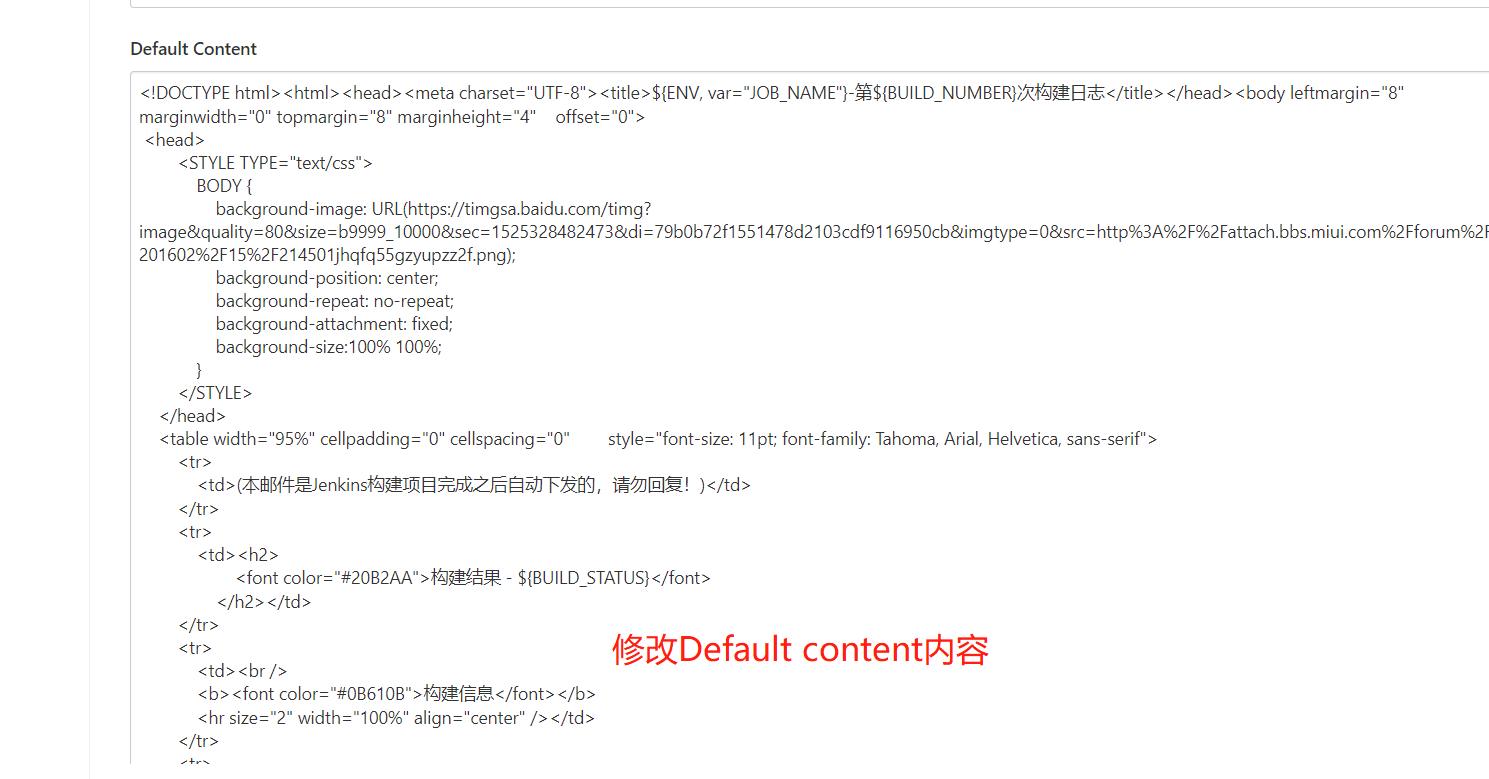 Default Content
<!DOCTYPE html><html><head><meta charset="UTF-8"><title>${ENV, var="JOB_NAME"}-第${BUILD_NUMBER}次构建日志</title></head><body leftmargin="8"
marginwidth="0" topmargin="8" marginheight="4"    offset="0">
<head>
<STYLE TYPE="text/css">
BODY {
background-image: URL(https://timgsa.baidu.com/timg?
image&quality=80&size=b9999_10000&sec=1525328482473&di=79b0b72f1551478d2103cdf9116950cb&imgtype=0&src=http%3A%2F%2Fattach.bbs.miui.com%2Fforum%2F
201602%2F15%2F214501jhqfq55gzyupzz2f.png);
background-position: center;
background-repeat: no-repeat;
background-attachment: fixed;
background-size:100% 100%;
}
</STYLE>
</head>
<table width="95%" cellpadding="0" cellspacing="0"        style="font-size: 11pt; font-family: Tahoma, Arial, Helvetica, sans-serif">
<tr>
<td>(本邮件是Jenkins构建项目完成之后自动下发的，请勿回复！)</td>
</tr>
<tr>
<td><h2>
<font color="#20B2AA">构建结果 - ${BUILD_STATUS}</font>
</h2></td>
</tr>
<tr>
修改Default content内容
<td><br />
<b><font color="#0B610B">构建信息</font></b>
<hr size="2" width="100%" align="center" /></td>
</tr>
<tr>